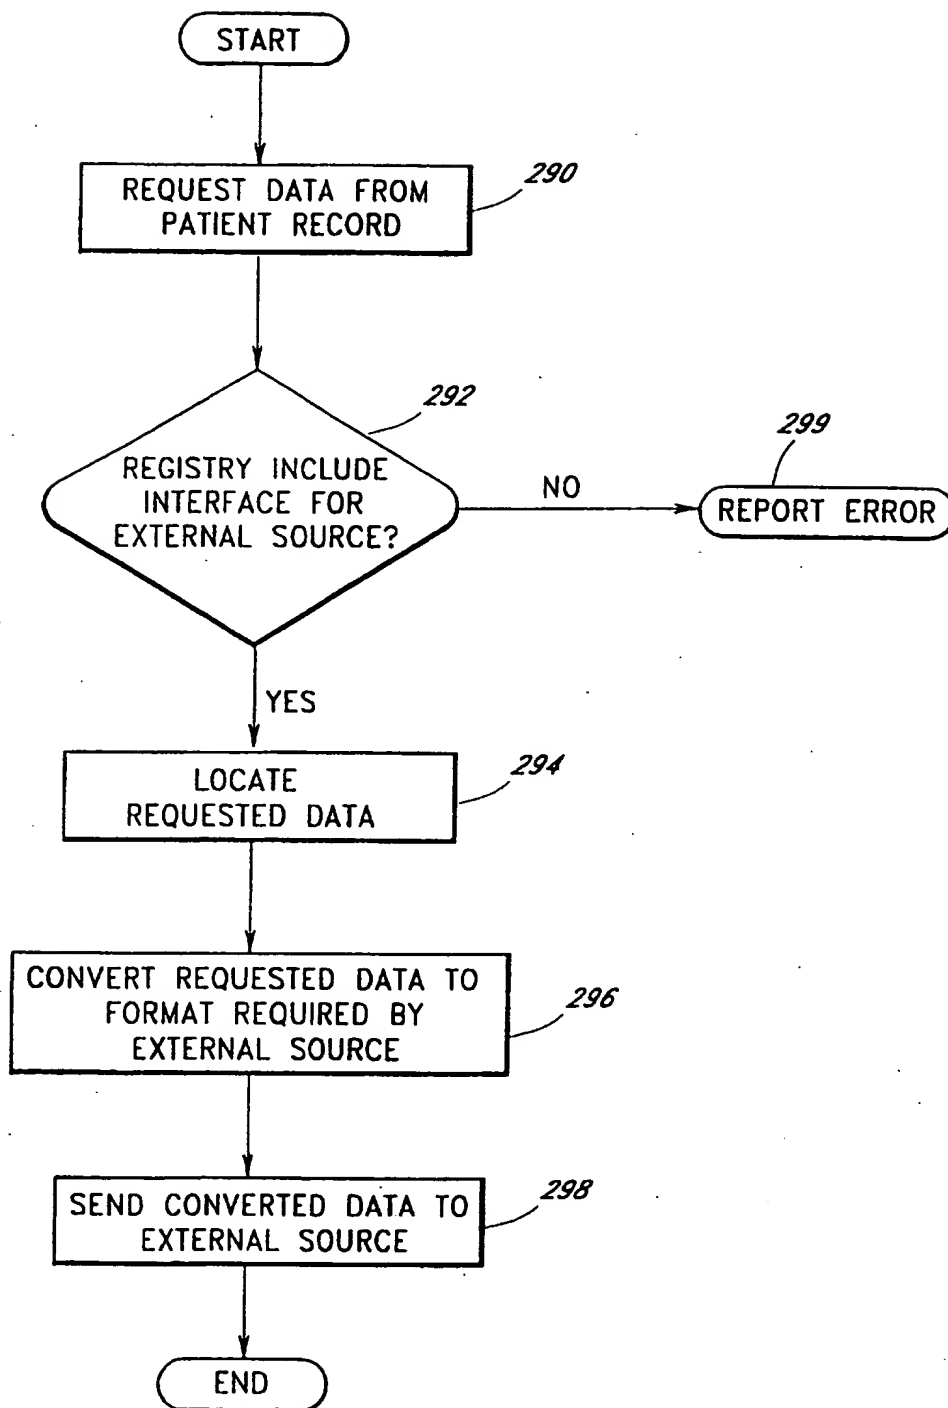 START
REQUEST DATA FROM
PATIENT RECORD
290
REGISTRY INCLUDE
INTERFACE FOR
EXTERNAL SOURCE?
292
NO
REPORT ERROR
299
YES
LOCATE
REQUESTED DATA
294
CONVERT REQUESTED DATA TO
FORMAT REQUIRED BY
EXTERNAL SOURCE
296
SEND CONVERTED DATA TO
EXTERNAL SOURCE
298
END